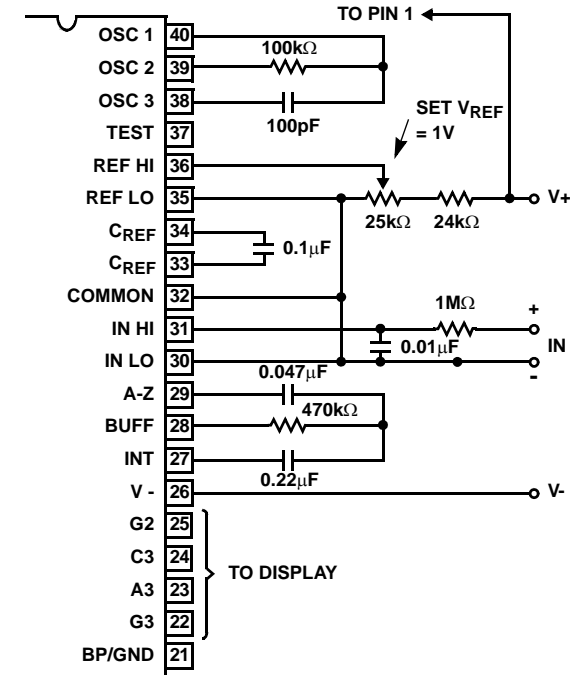 TO PIN 1
OSC 1 40
100kΩ
OSC 2 39
OSC 3 38
100pF
SET VREF
= 1V
TEST 37
REF HI 36
REF LO 35
V+
25kΩ 24kΩ
CREF 34
0.1µF
CREF 33
COMMON 32
1MΩ
+
IN HI 31
0.01µF
IN
IN LO 30
-
0.047µF
A-Z 29
470kΩ
BUFF 28
INT 27
0.22µF
V - 26
V-
G2 25
C3 24
TO DISPLAY
A3 23
G3 22
BP/GND 21